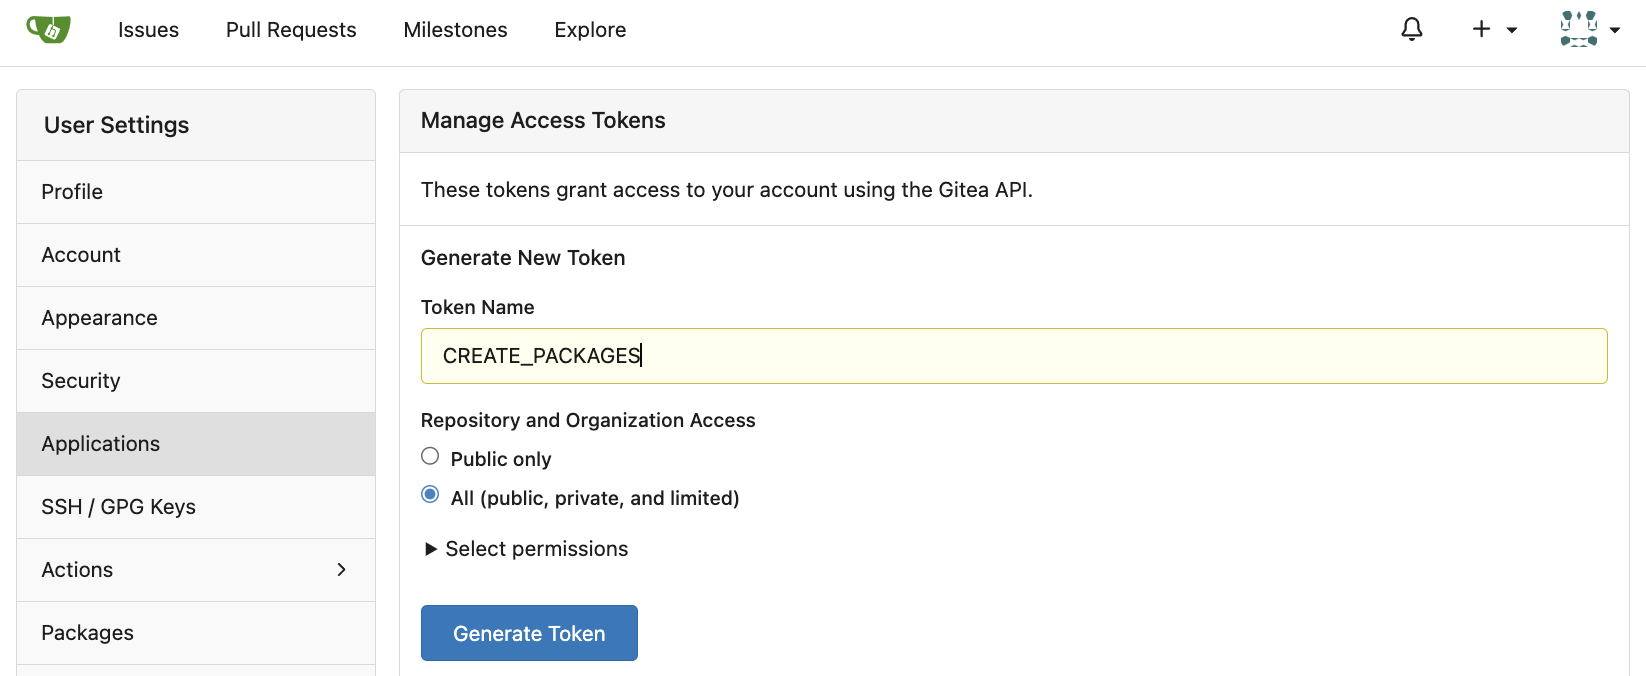 Issues Pull Requests Milestones Explore
User Settings
Profile
Account
Appearance
Security
Applications
SSH / GPG Keys
Actions
Packages
Manage Access Tokens
These tokens grant access to your account using the Gitea API.
Generate New Token
Token Name
CREATE_PACKAGES
Repository and Organization Access
Public only
All (public, private, and limited)
Select permissions
Generate Token